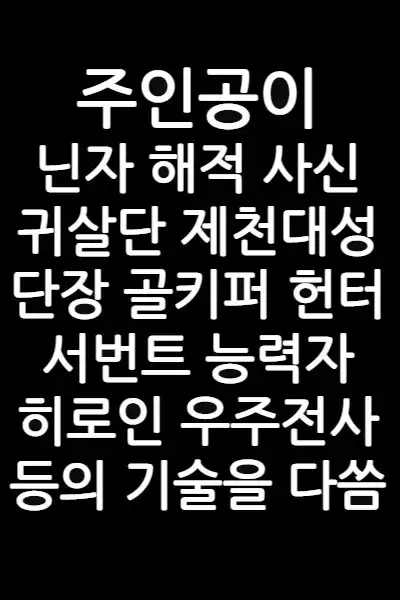 주인공이
닌자 해적 사신
귀살단 제천대성
단장 골키퍼 헌터
서번트 능력자
히로인 우주전사
등의 기술을 다씀